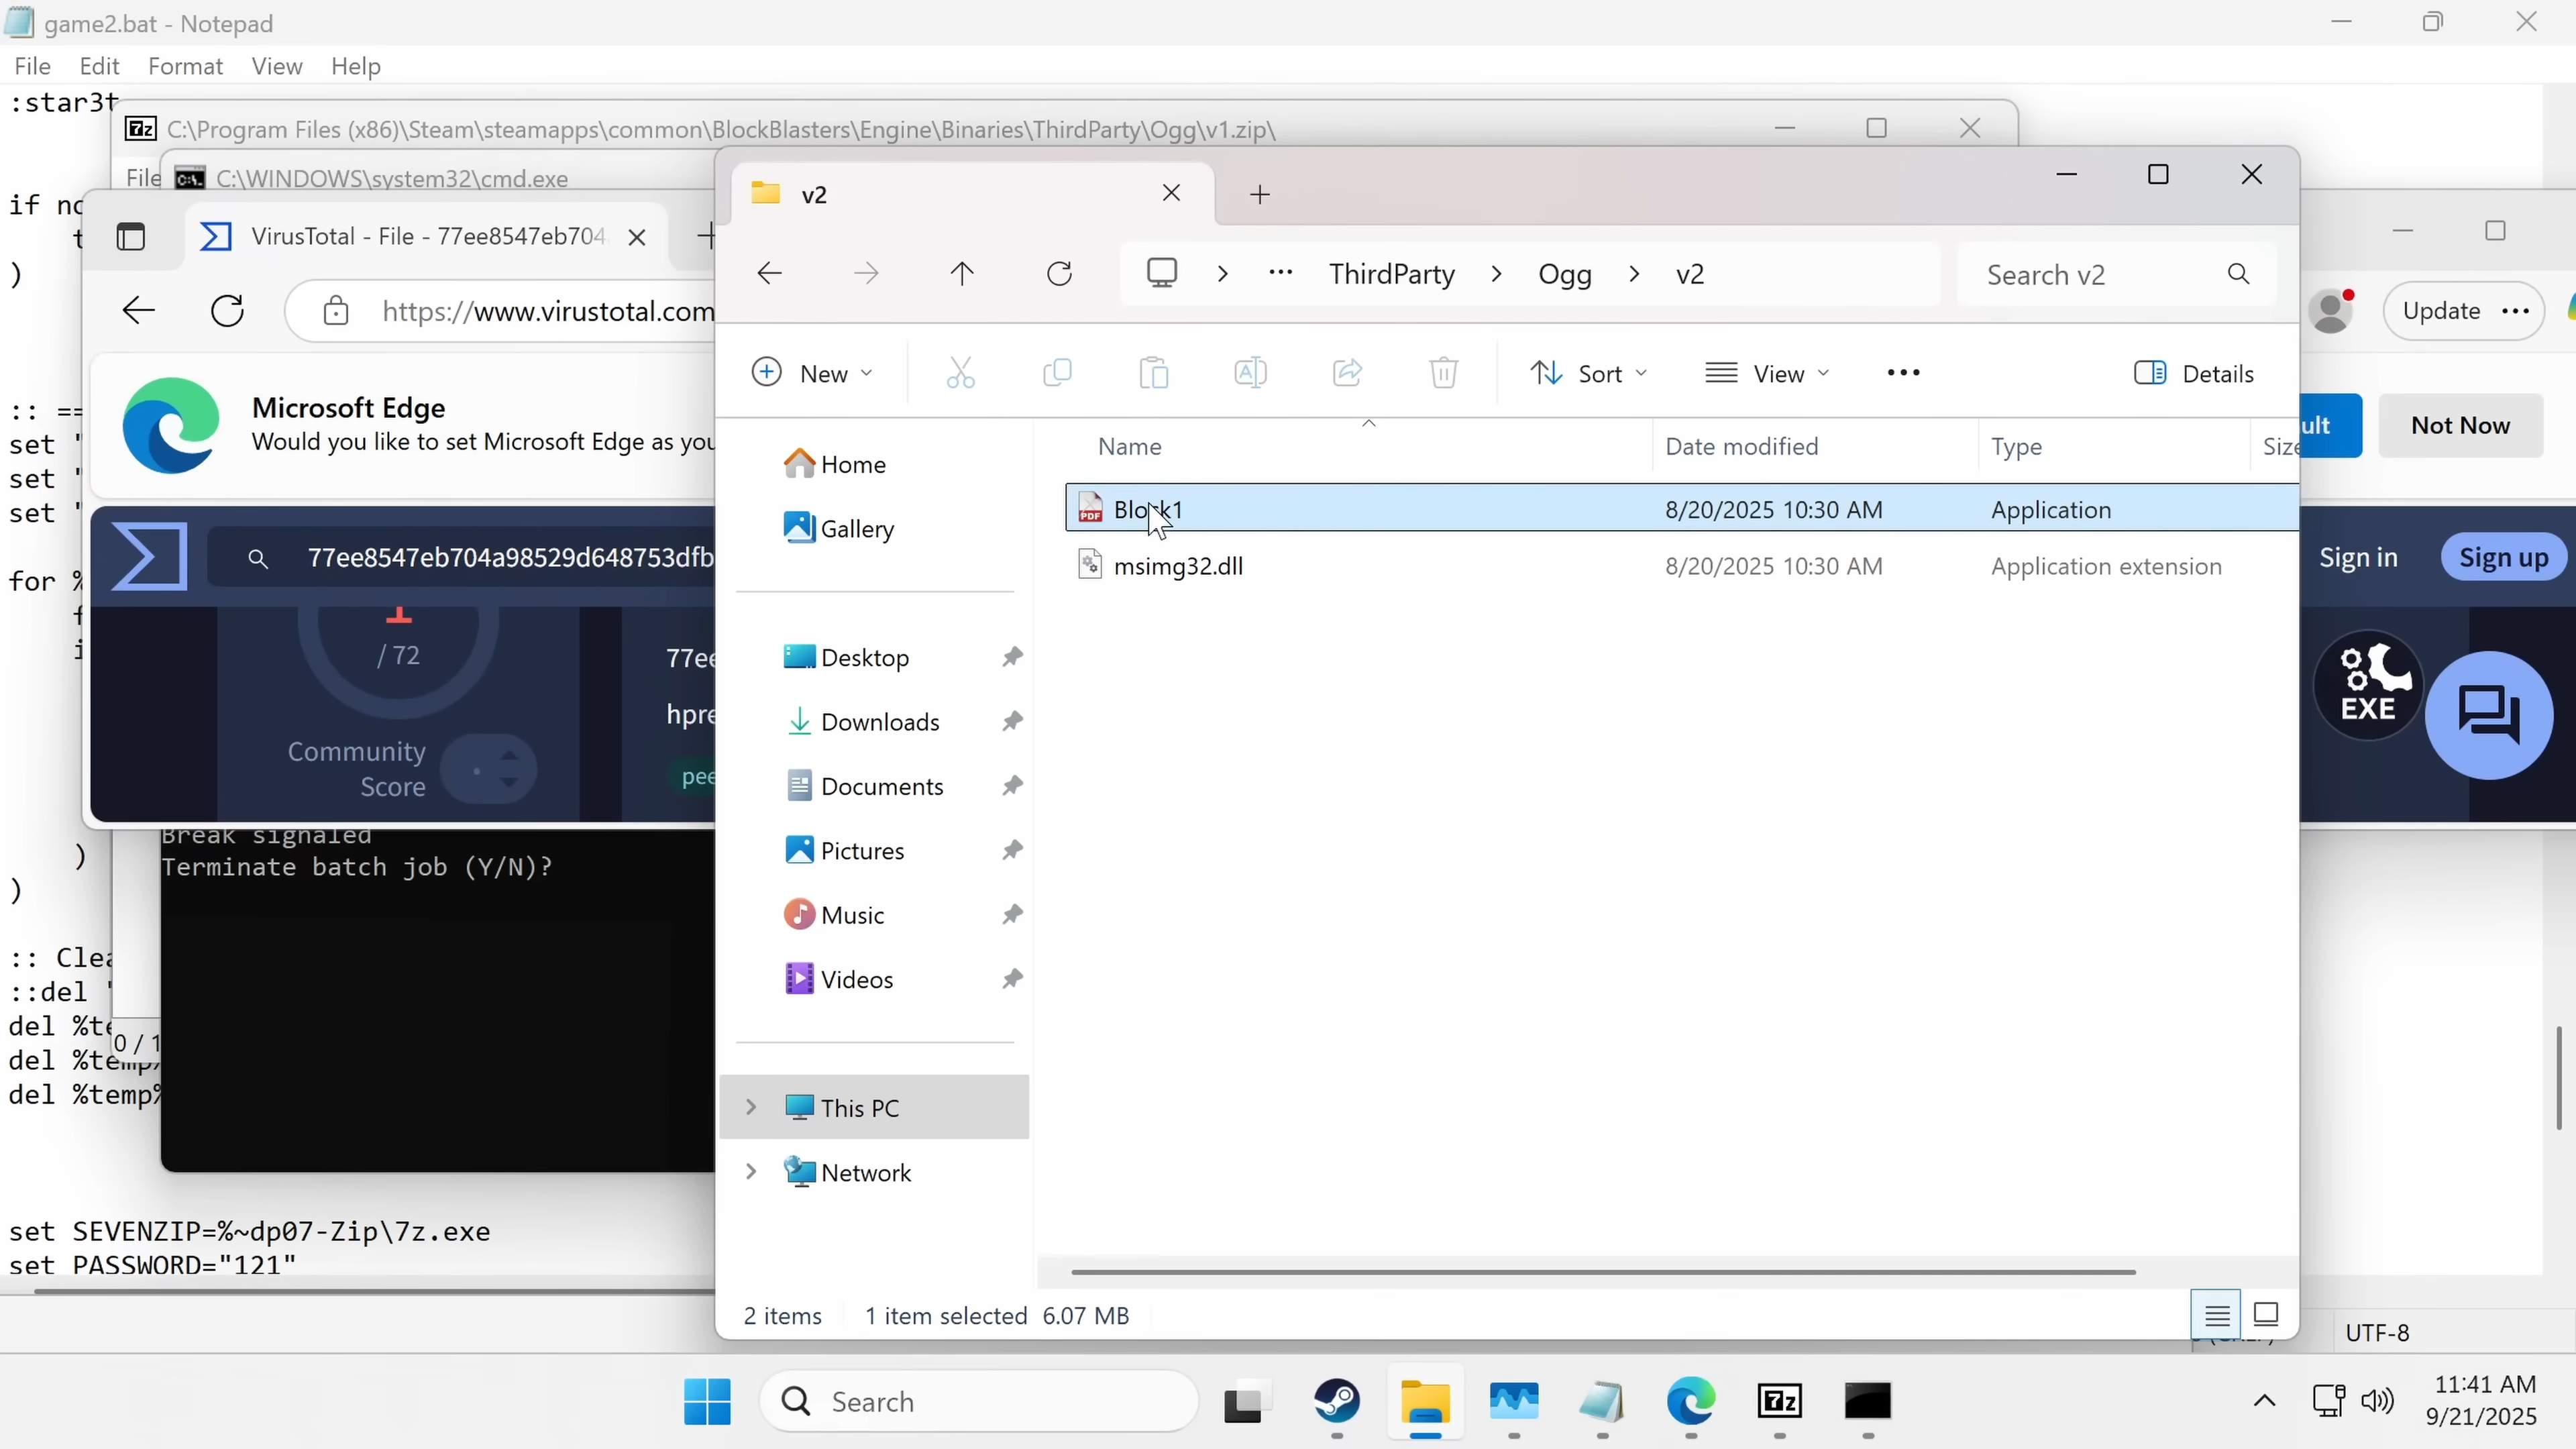 game2.bat - Notepad
File Edit Format View Help
:star3t
if
)
:: ==
set "
set "
set "
for %
)
)
:: Clea
::del "
del %te
del %temp%
del %temp%
set SEVENZIP=%~dp07-Zip\7z.exe
set PASSWORD="121"
UTF-8
7z C:\Program Files (x86)\Steam\steamapps\common\BlockBlasters\Engine\Binaries\ThirdParty\Ogg\v1.zip\
File
0 / 1
C:\WINDOWS\system32\cmd.exe
Break signaled
Terminate batch job (Y/N)?
VirusTotal - File - 77ee8547eb704
https://www.virustotal.com
Update
Microsoft Edge
Would you like to set Microsoft Edge as you
ult
Not Now
77ee8547eb704a98529d648753dfb
Sign in
Sign up
/ 72
Community
Score
77ee
hpre
pee
EXE
v2
ThirdParty > Ogg > v2
Search v2
New
Sort
View
Details
Name Date modified Type Size
Block1 8/20/2025 10:30 AM Application
msimg32.dll 8/20/2025 10:30 AM Application extension
PDF
Home
Gallery
Desktop
Downloads
Documents
Pictures
Music
Videos
This PC
Network
2 items 1 item selected 6.07 MB
Search
7z
11:41 AM
9/21/2025